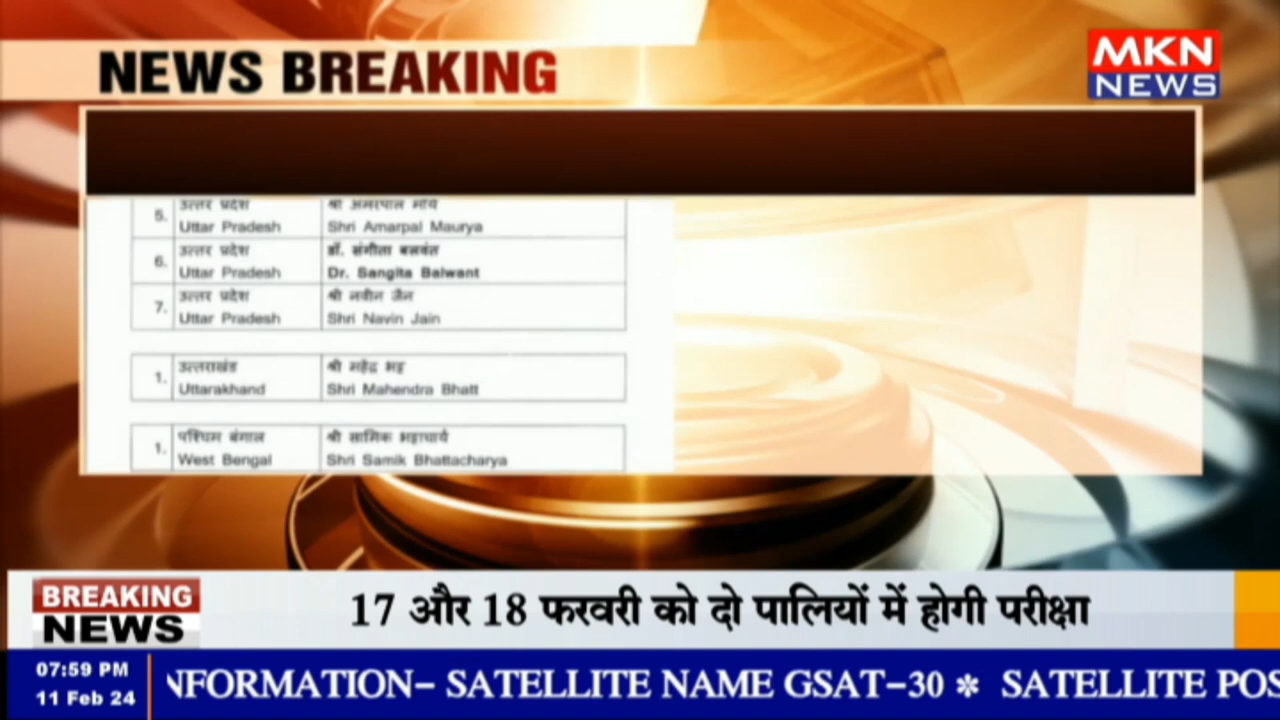 NEWS BREAKING
MKN
NEWS
5. उत्तर प्रदेश श्री अमरपाल मौर्य
Uttar Pradesh Shri Amarpal Maurya
6. उत्तर प्रदेश डॉ. संगीता बलवंत
Uttar Pradesh Dr. Sangita Balwant
7. उत्तर प्रदेश श्री नवीन जैन
Uttar Pradesh Shri Navin Jain
1. उत्तराखंड श्री महेंद्र भट्ट
Uttarakhand Shri Mahendra Bhatt
1. पश्चिम बंगाल श्री सामिक भट्टाचार्य
West Bengal Shri Samik Bhattacharya
BREAKING
NEWS
17 और 18 फरवरी को दो पालियों में होगी परीक्षा
07:59 PM
11 Feb 24
NFORMATION- SATELLITE NAME GSAT-30 * SATELLITE POS